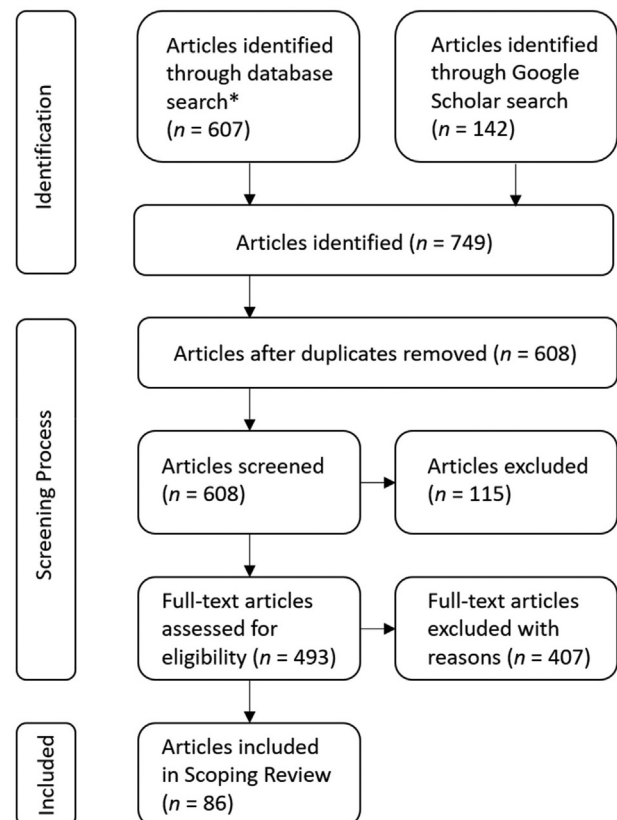 Identification
Articles identified
through database
search*
(n = 607)
Articles identified
through Google
Scholar search
(n = 142)
Articles identified (n = 749)
Screening Process
Articles after duplicates removed (n = 608)
Articles screened
(n = 608)
Articles excluded
(n = 115)
Full-text articles
assessed for
eligibility (n = 493)
Full-text articles
excluded with
reasons (n = 407)
Included
Articles included
in Scoping Review
(n = 86)